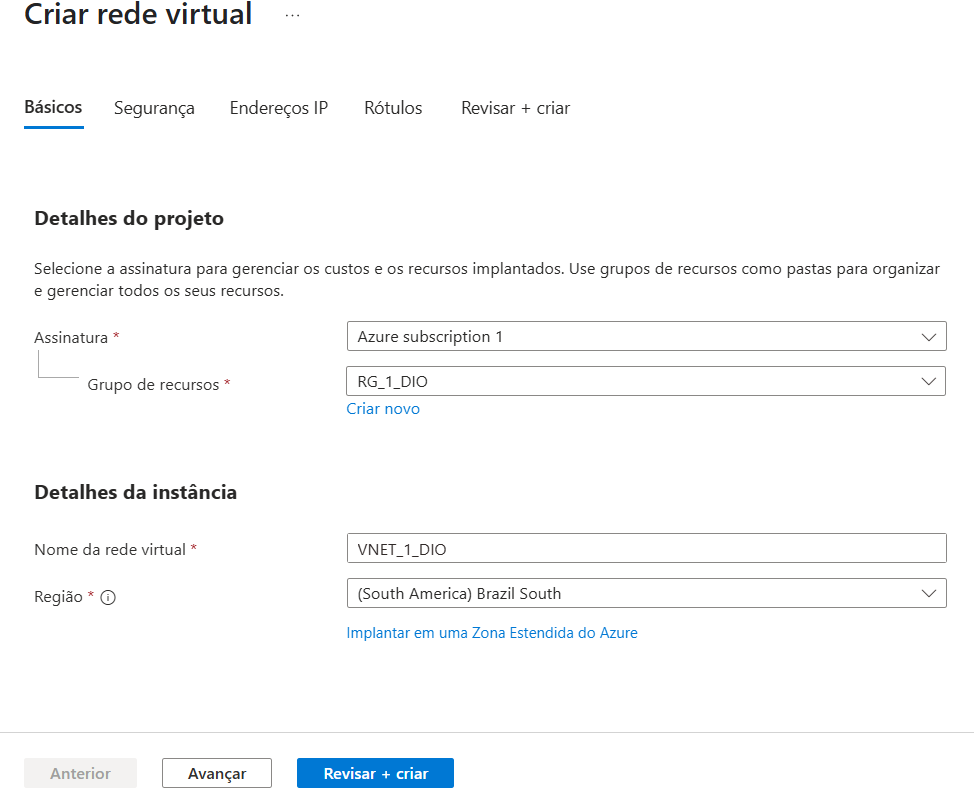 Criar rede virtual ...
Básicos Segurança Endereços IP Rótulos Revisar + criar
Detalhes do projeto
Selecione a assinatura para gerenciar os custos e os recursos implantados. Use grupos de recursos como pastas para organizar
e gerenciar todos os seus recursos.
Assinatura * Azure subscription 1
Grupo de recursos * RG_1_DIO
Criar novo
Detalhes da instância
Nome da rede virtual * VNET_1_DIO
Região * (South America) Brazil South
Implantar em uma Zona Estendida do Azure
Anterior Avançar Revisar + criar